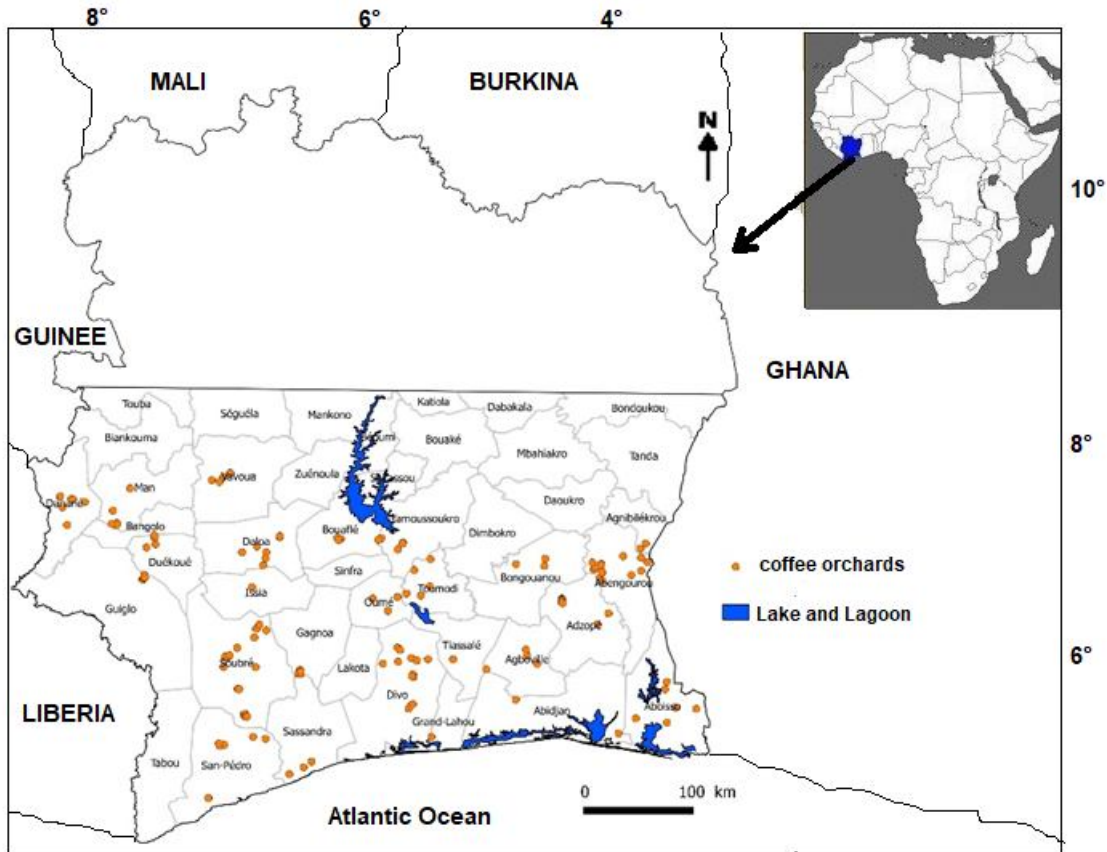 8°
6°
4°
MALI
BURKINA
N
10°
GUINEE
GHANA
Touba
Séguéla
Mankono
Katiola
Dabakala
Bondoukou
Biankouma
Bouaké
Mbahiakro
Tanda
8°
Man
Vavoua
Zuénoula
Daoukro
Agnibilékrou
Bangolo
Bouaflé
Dimbokro
Daloa
Duékoué
Sinfra
Bongouanou
Abengourou
coffee orchards
Issia
Oumé
Toumodi
Guiglo
Lake and Lagoon
Adzopé
Gagnoa
Tiassalé
6°
Soubré
Lakota
Agboville
Divo
LIBERIA
Aboisso
Abidjan
Grand-Lahou
Sassandra
Tabou
San-Pédro
0
100 km
Atlantic Ocean